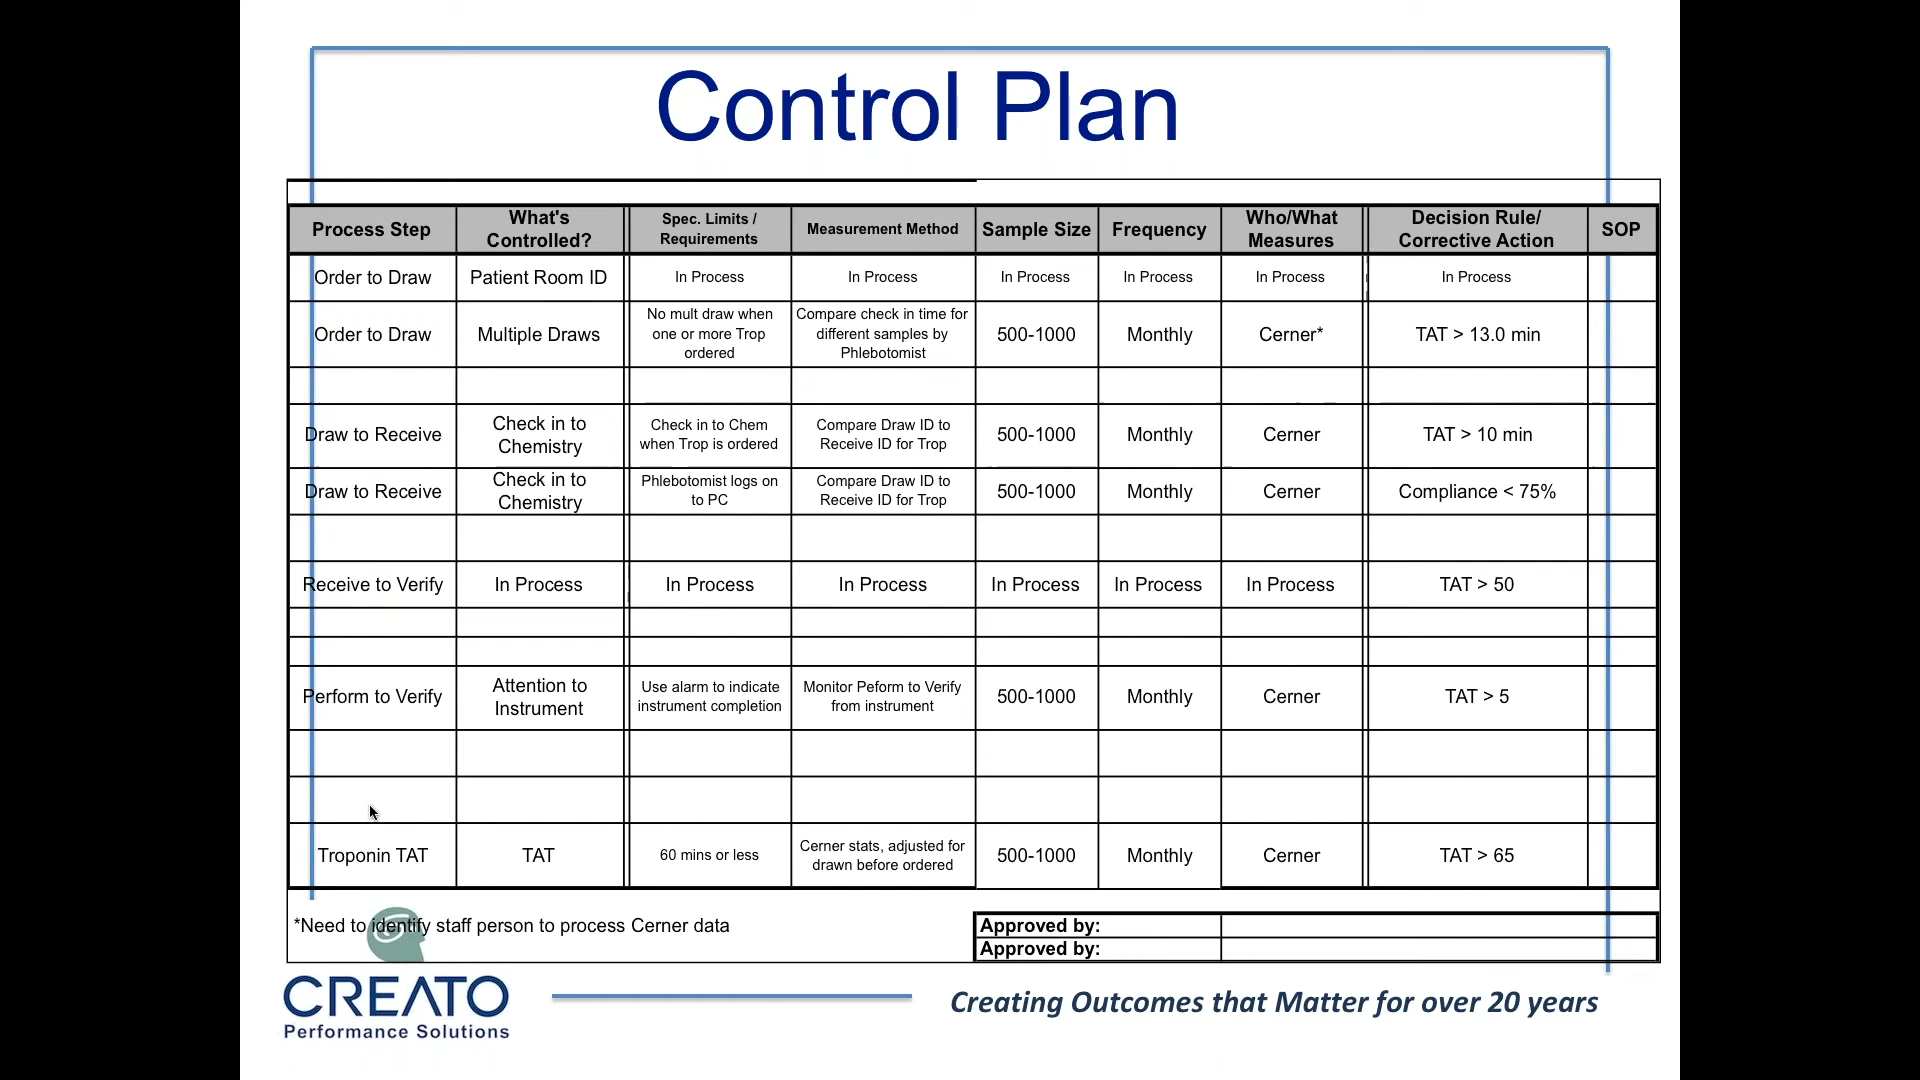 Control Plan
Process Step What's Controlled? Spec. Limits / Requirements Measurement Method Sample Size Frequency Who/What Measures Decision Rule/ Corrective Action SOP
Order to Draw Patient Room ID In Process In Process In Process In Process In Process In Process
Order to Draw Multiple Draws No mult draw when one or more Trop ordered Compare check in time for different samples by Phlebotomist 500-1000 Monthly Cerner* TAT > 13.0 min
Draw to Receive Check in to Chemistry Check in to Chem when Trop is ordered Compare Draw ID to Receive ID for Trop 500-1000 Monthly Cerner TAT > 10 min
Draw to Receive Check in to Chemistry Phlebotomist logs on to PC Compare Draw ID to Receive ID for Trop 500-1000 Monthly Cerner Compliance < 75%
Receive to Verify In Process In Process In Process In Process In Process In Process TAT > 50
Perform to Verify Attention to Instrument Use alarm to indicate instrument completion Monitor Peform to Verify from instrument 500-1000 Monthly Cerner TAT > 5
Troponin TAT TAT 60 mins or less Cerner stats, adjusted for drawn before ordered 500-1000 Monthly Cerner TAT > 65
*Need to identify staff person to process Cerner data
Approved by:
Approved by:
CREATO
Performance Solutions
Creating Outcomes that Matter for over 20 years